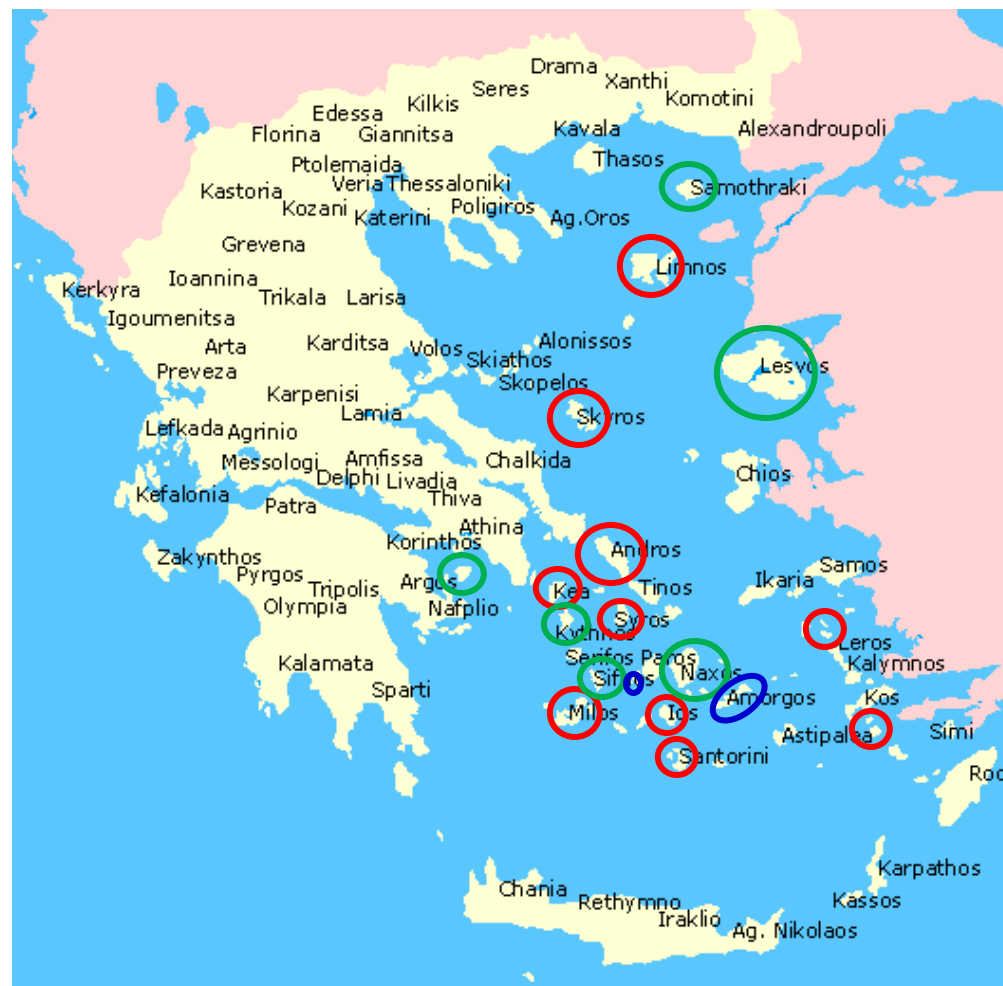 Drama
Xanthi
Seres
Komotini
Kilkis
Edessa
Florina
Giannitsa
Kavala
Alexandroupoli
Thasos
Ptolemaida
Kastoria
Veria
Thessaloniki
Samothraki
Kozani
Katerini
Poligiros
Ag.Oros
Grevena
Limnos
Ioannina
Kerkyra
Trikala
Larisa
Igoumenitsa
Arta
Karditsa
Volos
Alonissos
Skiathos
Lesvos
Preveza
Skopelos
Karpenisi
Lamia
Skyros
Lefkada
Agrinio
Messologi
Amfissa
Chalkida
Delphi
Livadia
Chios
Kefalonia
Thiva
Patra
Athina
Korinthos
Andros
Zakynthos
Samos
Pyrgos
Argos
Ikaria
Tripolis
Kea
Tinos
Olympia
Nafplio
Syros
Kythnos
Leros
Serifos
Paros
Kalamata
Kalymnos
Sifnos
Naxos
Sparti
Amorgos
Kos
Milos
Ios
Astipalea
Simi
Santorini
Karpathos
Chania
Rethymno
Kassos
Iraklio
Ag. Nikolaos